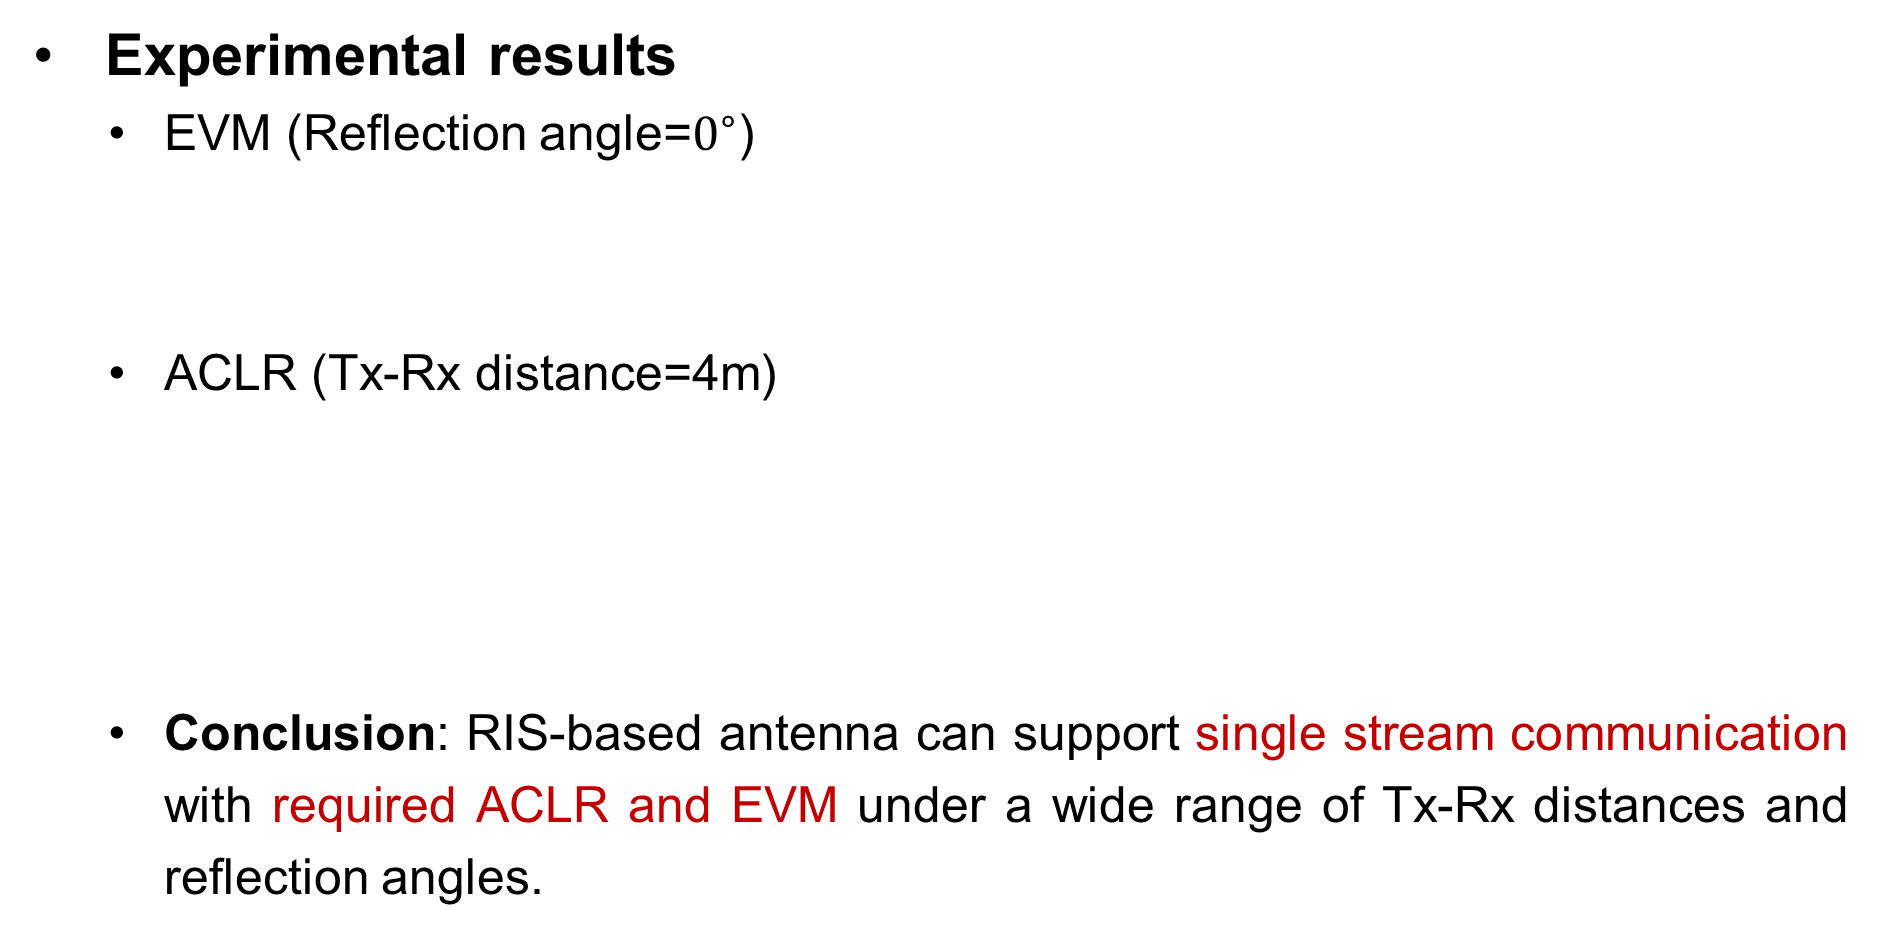 • Experimental results
• EVM (Reflection angle=0°)
• ACLR (Tx-Rx distance=4m)
• Conclusion: RIS-based antenna can support single stream communication
with required ACLR and EVM under a wide range of Tx-Rx distances and
reflection angles.